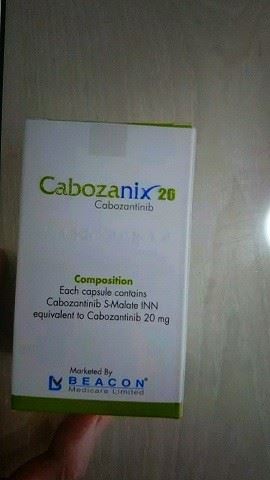 Cabozanix 20
Cabozantinib
Composition
Each capsule contains
Cabozantinib S-Malate INN
equivalent to Cabozantinib 20 mg
Marketed By
BEACON
Medicare Limited